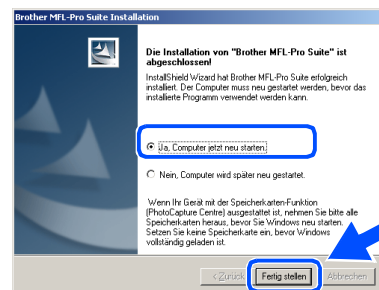 Brother MFL-Pro Suite Installation
Die Installation von "Brother MFL-Pro Suite" ist
abgeschlossen!
InstallShield Wizard hat Brother MFL-Pro Suite erfolgreich
installiert. Der Computer muss neu gestartet werden, bevor das
installierte Programm verwendet werden kann.
Ja, Computer jetzt neu starten.
Nein, Computer wird später neu gestartet.
Wenn Ihr Gerät mit der Speicherkarten-Funktion
(PhotoCapture Centre) ausgestattet ist, nehmen Sie bitte alle
Speicherkarten heraus, bevor Sie Windows neu starten.
Setzen Sie keine Speicherkarte ein, bevor Windows
vollständig geladen ist.
< Zurück Fertig stellen Abbrechen